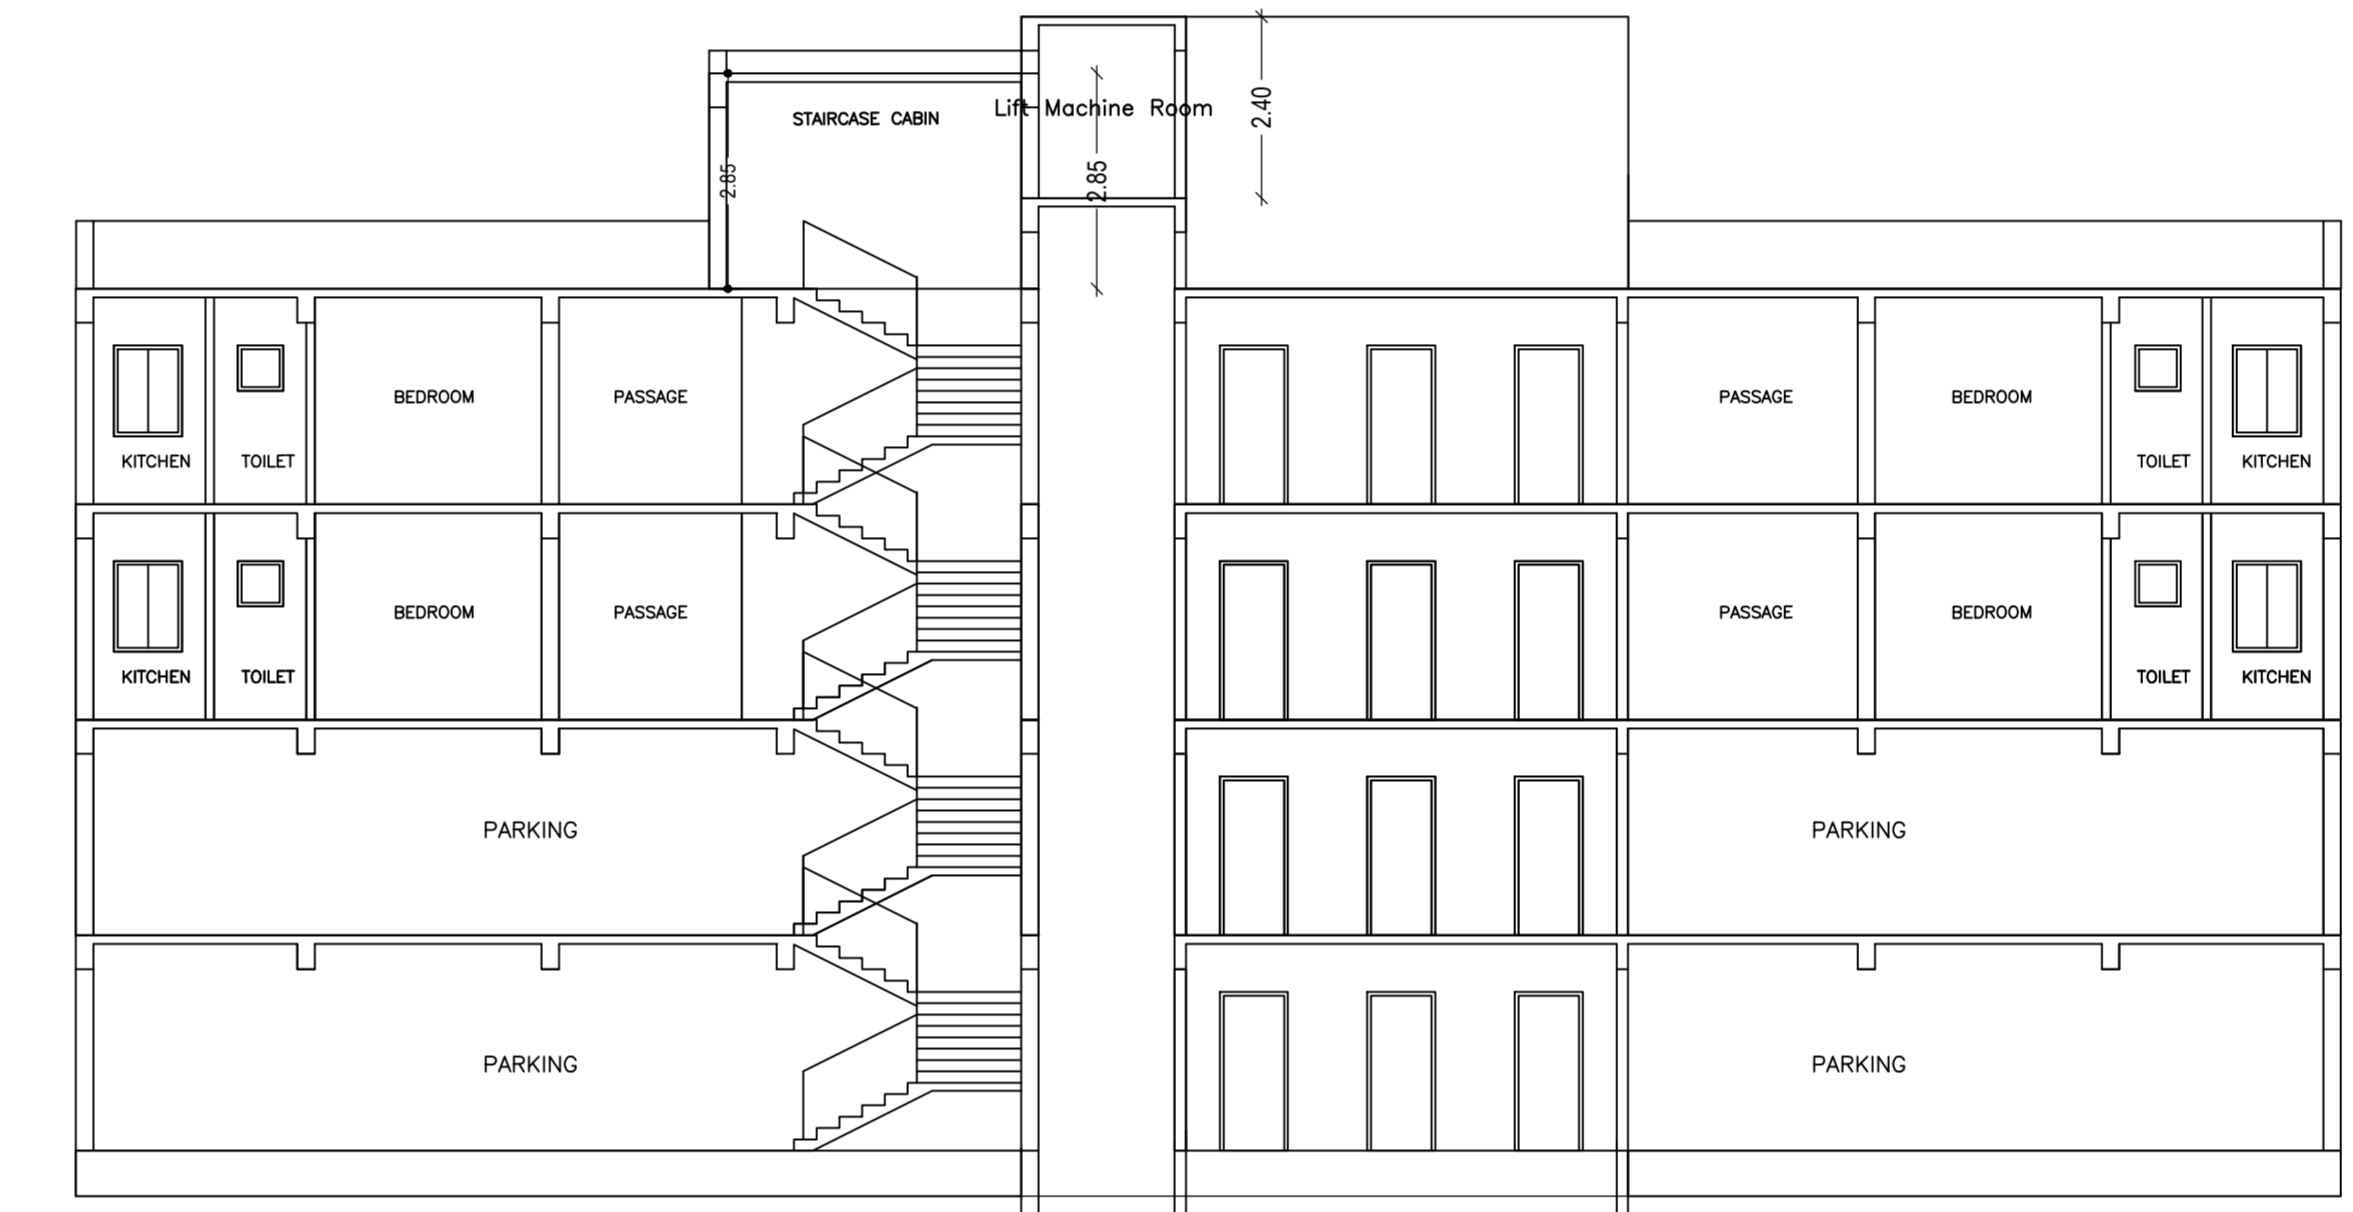 2.40
Lift Machine Room
STAIRCASE CABIN
2.85
2.85
BEDROOM
PASSAGE
PASSAGE
BEDROOM
KITCHEN
TOILET
TOILET
KITCHEN
BEDROOM
PASSAGE
PASSAGE
BEDROOM
KITCHEN
TOILET
TOILET
KITCHEN
PARKING
PARKING
PARKING
PARKING